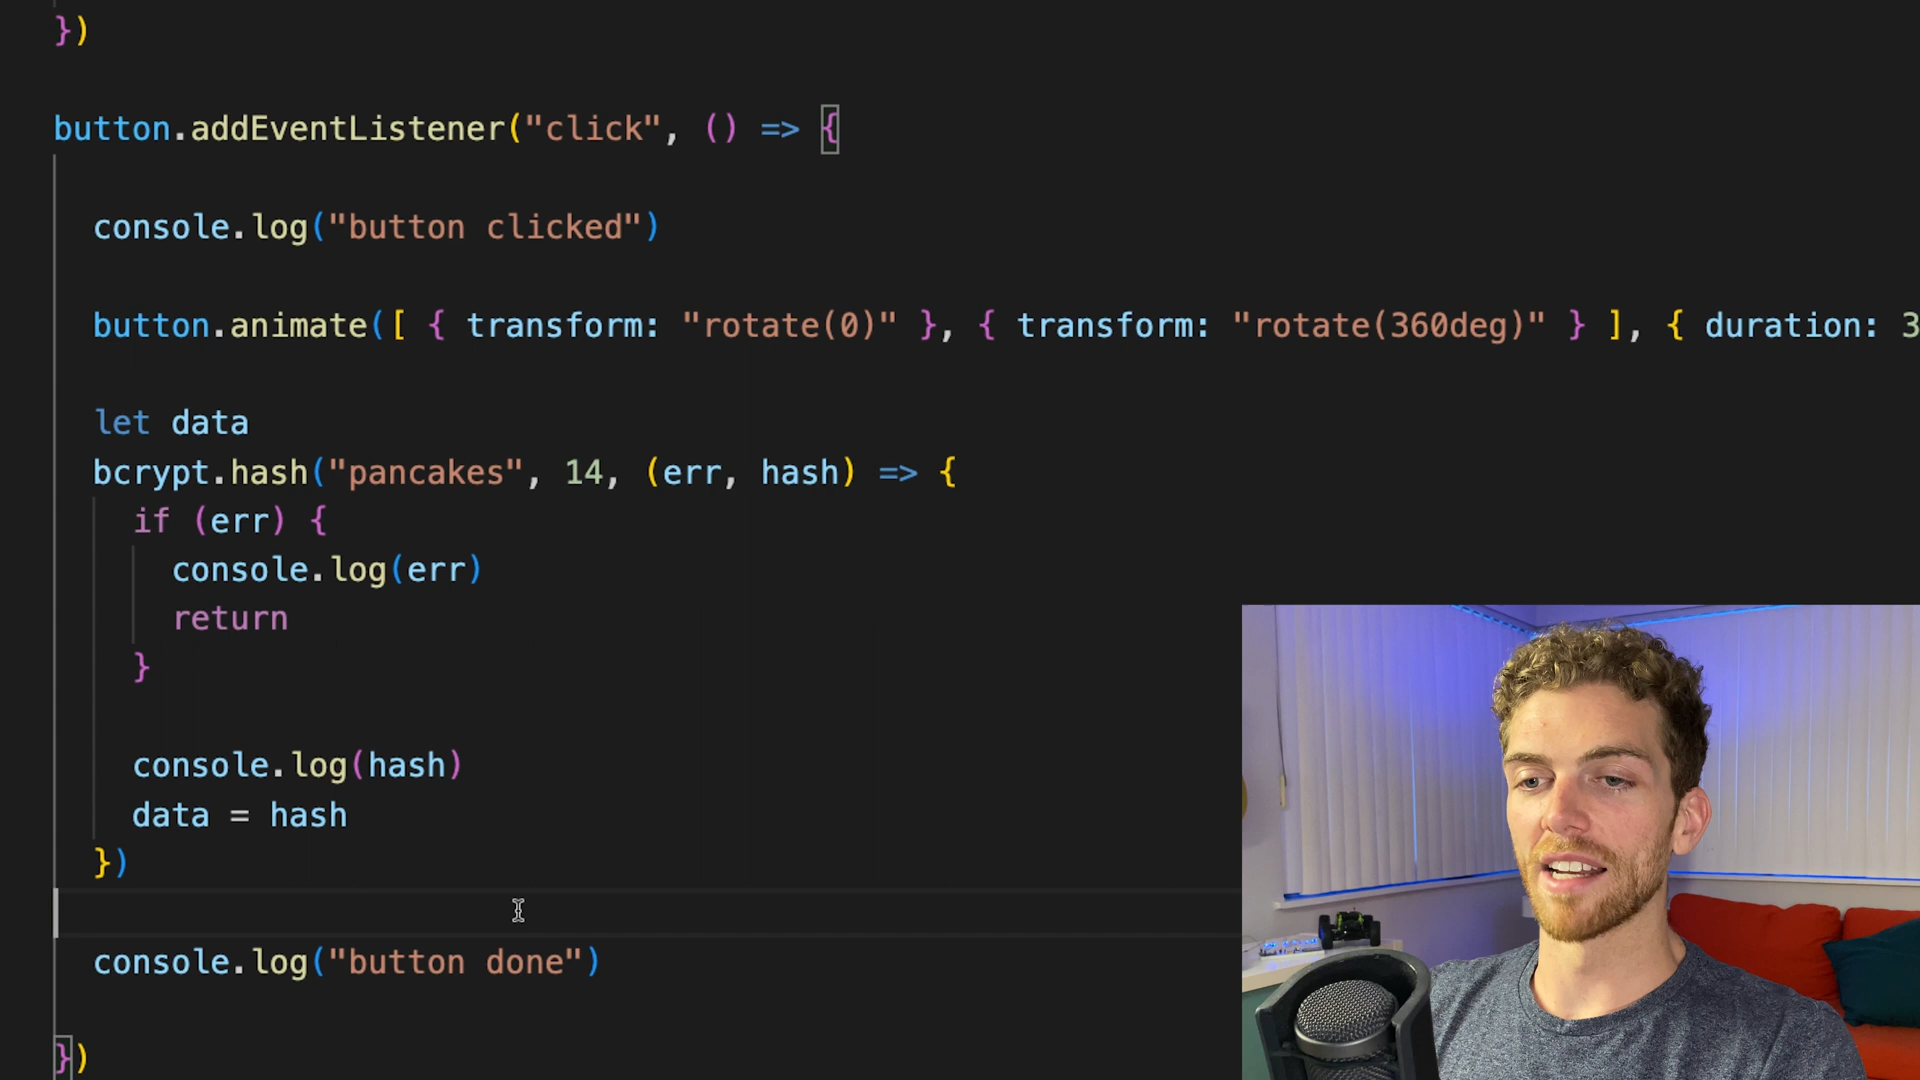 })
button.addEventListener("click", () => {
console.log("button clicked")
button.animate([ { transform: "rotate(0)" }, { transform: "rotate(360deg)" } ], { duration: 3
let data
bcrypt.hash("pancakes", 14, (err, hash) => {
if (err) {
console.log(err)
return
}
console.log(hash)
data = hash
})
console.log("button done")
})